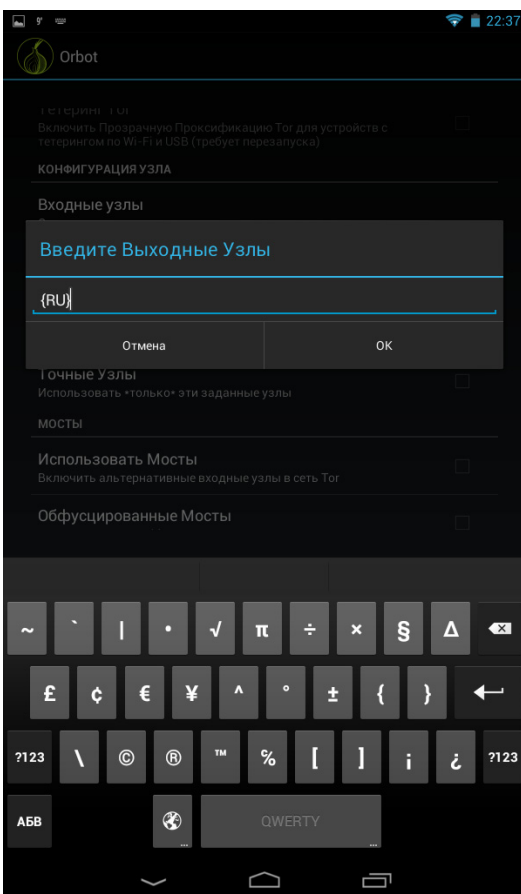 9° 22:37
Orbot
Тетеринг Tor
Включить Прозрачную Проксификацию Tor для устройств с
тетерингом по Wi-Fi и USB (требует перезапуска)
КОНФИГУРАЦИЯ УЗЛА
Входные узлы
Введите Выходные Узлы
{RU}
Отмена ОК
Точные Узлы
Использовать *только* эти заданные узлы
МОСТЫ
Использовать Мосты
Включить альтернативные входные узлы в сеть Tor
Обфусцированные Мосты
~ ` | • √ π ÷ × § Δ
£ ¢ € ¥ ^ ° ± { }
?123 \ © ® ™ ℅ [ ] ¡ ¿ ?123
АБВ ... QWERTY ...